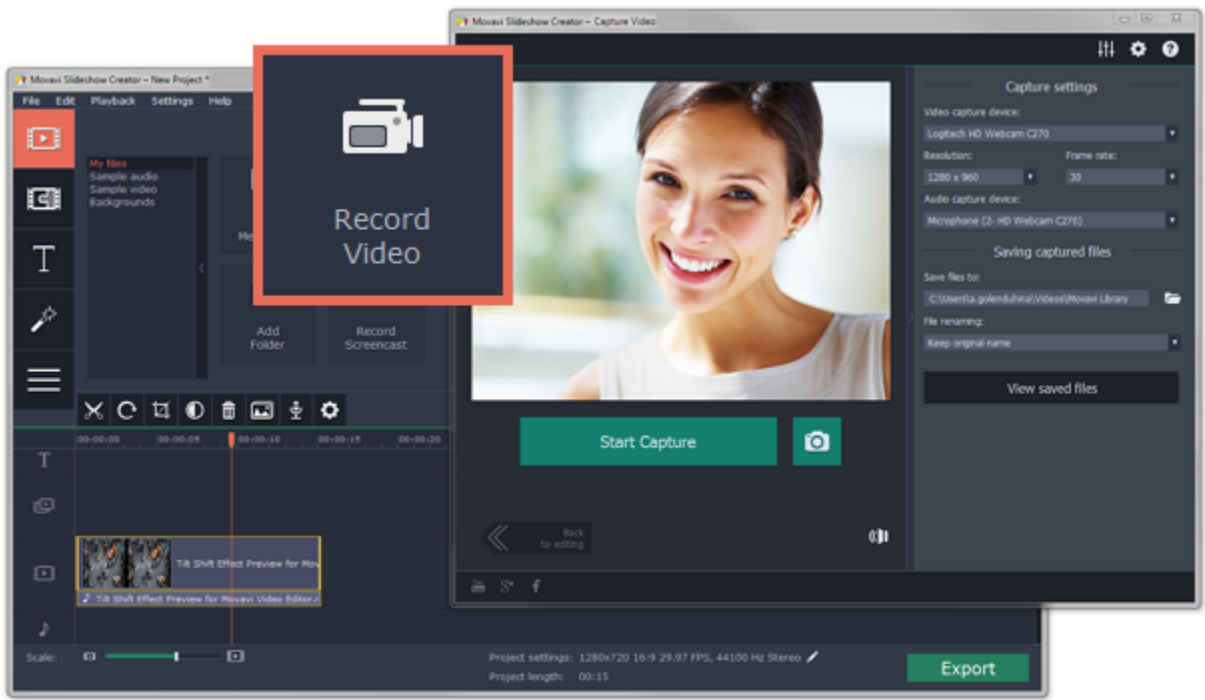 Movavi Slideshow Creator – New Project *
File Edit Playback Settings Help
My files
Sample audio
Sample video
Backgrounds
Me
Add
Folder
Record
Screencast
Record
Video
00:00:00 00:00:05 00:00:10 00:00:15 00:00:20
T
Tilt Shift Effect Preview for Mov
Tilt Shift Effect Preview for Movavi Video Editor
Scale:
Project settings: 1280x720 16:9 29.97 FPS, 44100 Hz Stereo
Project length: 00:15
Export
Movavi Slideshow Creator – Capture Video
Capture settings
Video capture device:
Logitech HD Webcam C270
Resolution: Frame rate:
1280 x 960 30
Audio capture device:
Microphone (2- HD Webcam C270)
Saving captured files
Save files to:
C:\Users\a.golenduhina\Videos\Movavi Library
File renaming:
Keep original name
View saved files
Start Capture
Back
to editing